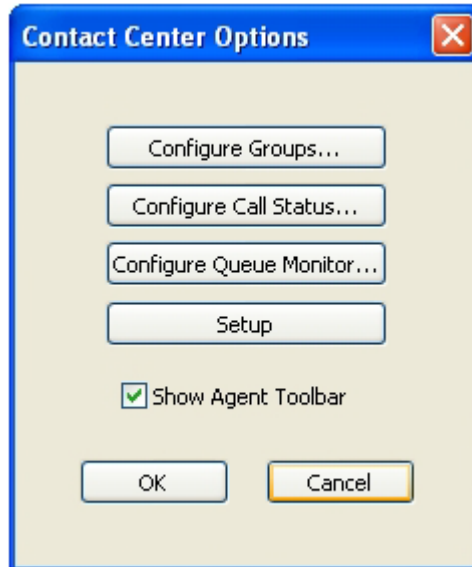 Contact Center Options
Configure Groups...
Configure Call Status...
Configure Queue Monitor...
Setup
Show Agent Toolbar
OK Cancel